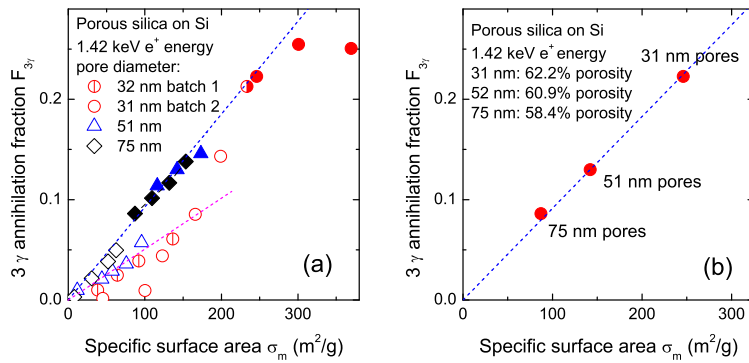 Porous silica on Si
1.42 keV e⁺ energy
pore diameter:
32 nm batch 1
31 nm batch 2
51 nm
75 nm
(a)
0.2
0.1
0.0
0
100
200
300
3 γ annihilation fraction F₃γ
Specific surface area σₘ (m²/g)
Porous silica on Si
1.42 keV e⁺ energy
31 nm: 62.2% porosity
52 nm: 60.9% porosity
75 nm: 58.4% porosity
31 nm pores
51 nm pores
75 nm pores
(b)
0.2
0.1
0.0
0
100
200
300
3 γ annihilation fraction F₃γ
Specific surface area σₘ (m²/g)